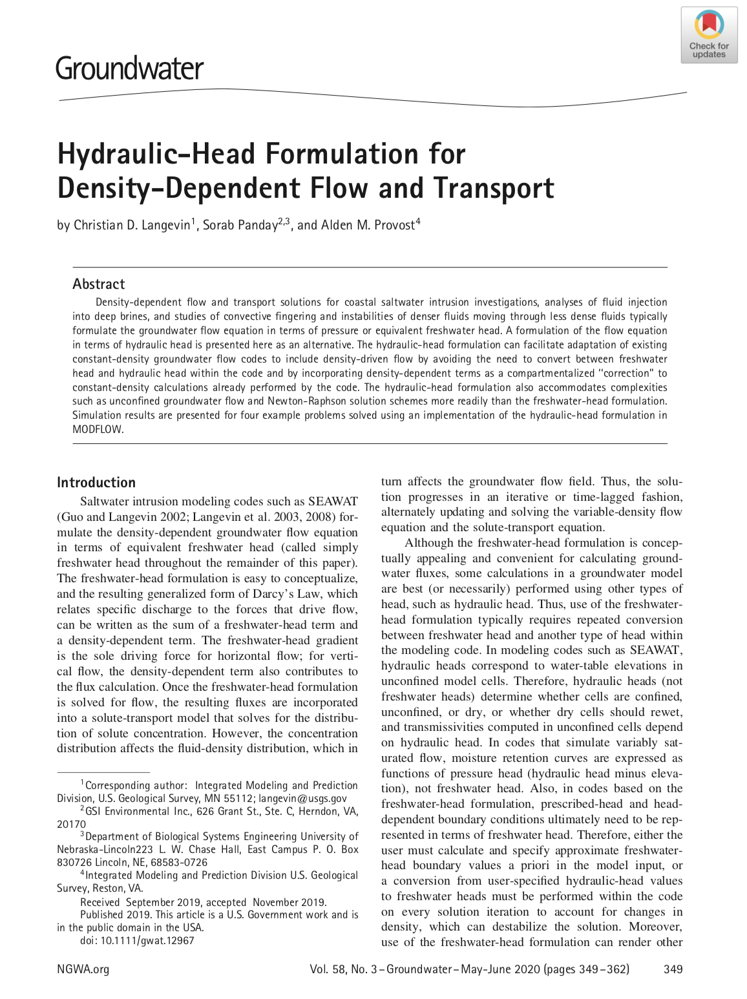 Check for
updates
Groundwater
Hydraulic-Head Formulation for
Density-Dependent Flow and Transport
by Christian D. Langevin1, Sorab Panday2,3, and Alden M. Provost4
Abstract
Density-dependent flow and transport solutions for coastal saltwater intrusion investigations, analyses of fluid injection
into deep brines, and studies of convective fingering and instabilities of denser fluids moving through less dense fluids typically
formulate the groundwater flow equation in terms of pressure or equivalent freshwater head. A formulation of the flow equation
in terms of hydraulic head is presented here as an alternative. The hydraulic-head formulation can facilitate adaptation of existing
constant-density groundwater flow codes to include density-driven flow by avoiding the need to convert between freshwater
head and hydraulic head within the code and by incorporating density-dependent terms as a compartmentalized "correction" to
constant-density calculations already performed by the code. The hydraulic-head formulation also accommodates complexities
such as unconfined groundwater flow and Newton-Raphson solution schemes more readily than the freshwater-head formulation.
Simulation results are presented for four example problems solved using an implementation of the hydraulic-head formulation in
MODFLOW.
Introduction
Saltwater intrusion modeling codes such as SEAWAT
(Guo and Langevin 2002; Langevin et al. 2003, 2008) for-
mulate the density-dependent groundwater flow equation
in terms of equivalent freshwater head (called simply
freshwater head throughout the remainder of this paper).
The freshwater-head formulation is easy to conceptualize,
and the resulting generalized form of Darcy's Law, which
relates specific discharge to the forces that drive flow,
can be written as the sum of a freshwater-head term and
a density-dependent term. The freshwater-head gradient
is the sole driving force for horizontal flow; for verti-
cal flow, the density-dependent term also contributes to
the flux calculation. Once the freshwater-head formulation
is solved for flow, the resulting fluxes are incorporated
into a solute-transport model that solves for the distribu-
tion of solute concentration. However, the concentration
distribution affects the fluid-density distribution, which in
1Corresponding author: Integrated Modeling and Prediction
Division, U.S. Geological Survey, MN 55112; langevin@usgs.gov
2GSI Environmental Inc., 626 Grant St., Ste. C, Herndon, VA,
20170
3Department of Biological Systems Engineering University of
Nebraska-Lincoln223 L. W. Chase Hall, East Campus P. O. Box
830726 Lincoln, NE, 68583-0726
4Integrated Modeling and Prediction Division U.S. Geological
Survey, Reston, VA.
Received September 2019, accepted November 2019.
Published 2019. This article is a U.S. Government work and is
in the public domain in the USA.
doi: 10.1111/gwat.12967
turn affects the groundwater flow field. Thus, the solu-
tion progresses in an iterative or time-lagged fashion,
alternately updating and solving the variable-density flow
equation and the solute-transport equation.
Although the freshwater-head formulation is concep-
tually appealing and convenient for calculating ground-
water fluxes, some calculations in a groundwater model
are best (or necessarily) performed using other types of
head, such as hydraulic head. Thus, use of the freshwater-
head formulation typically requires repeated conversion
between freshwater head and another type of head within
the modeling code. In modeling codes such as SEAWAT,
hydraulic heads correspond to water-table elevations in
unconfined model cells. Therefore, hydraulic heads (not
freshwater heads) determine whether cells are confined,
unconfined, or dry, or whether dry cells should rewet,
and transmissivities computed in unconfined cells depend
on hydraulic head. In codes that simulate variably sat-
urated flow, moisture retention curves are expressed as
functions of pressure head (hydraulic head minus eleva-
tion), not freshwater head. Also, in codes based on the
freshwater-head formulation, prescribed-head and head-
dependent boundary conditions ultimately need to be rep-
resented in terms of freshwater head. Therefore, either the
user must calculate and specify approximate freshwater-
head boundary values a priori in the model input, or
a conversion from user-specified hydraulic-head values
to freshwater heads must be performed within the code
on every solution iteration to account for changes in
density, which can destabilize the solution. Moreover,
use of the freshwater-head formulation can render other
NGWA.org
Vol. 58, No. 3–Groundwater–May-June 2020 (pages 349–362)
349